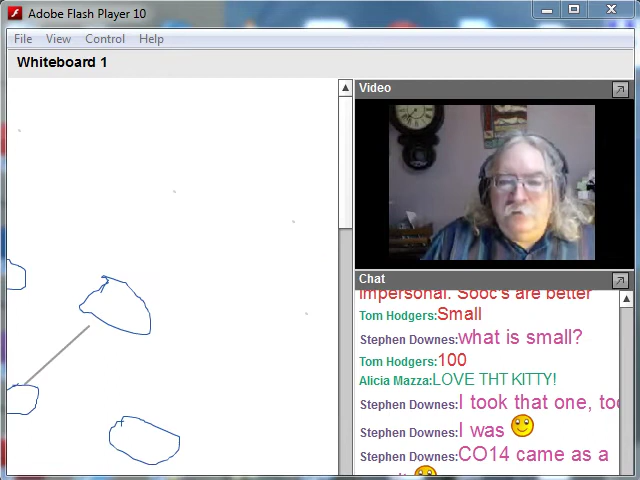 Adobe Flash Player 10
File View Control Help
Whiteboard 1
Video
Chat
impersonal. Sooc's are better
Tom Hodgers:Small
Stephen Downes:what is small?
Tom Hodgers:100
Alicia Mazza:LOVE THT KITTY!
Stephen Downes:I took that one, too
Stephen Downes:I was
Stephen Downes:CO14 came as a